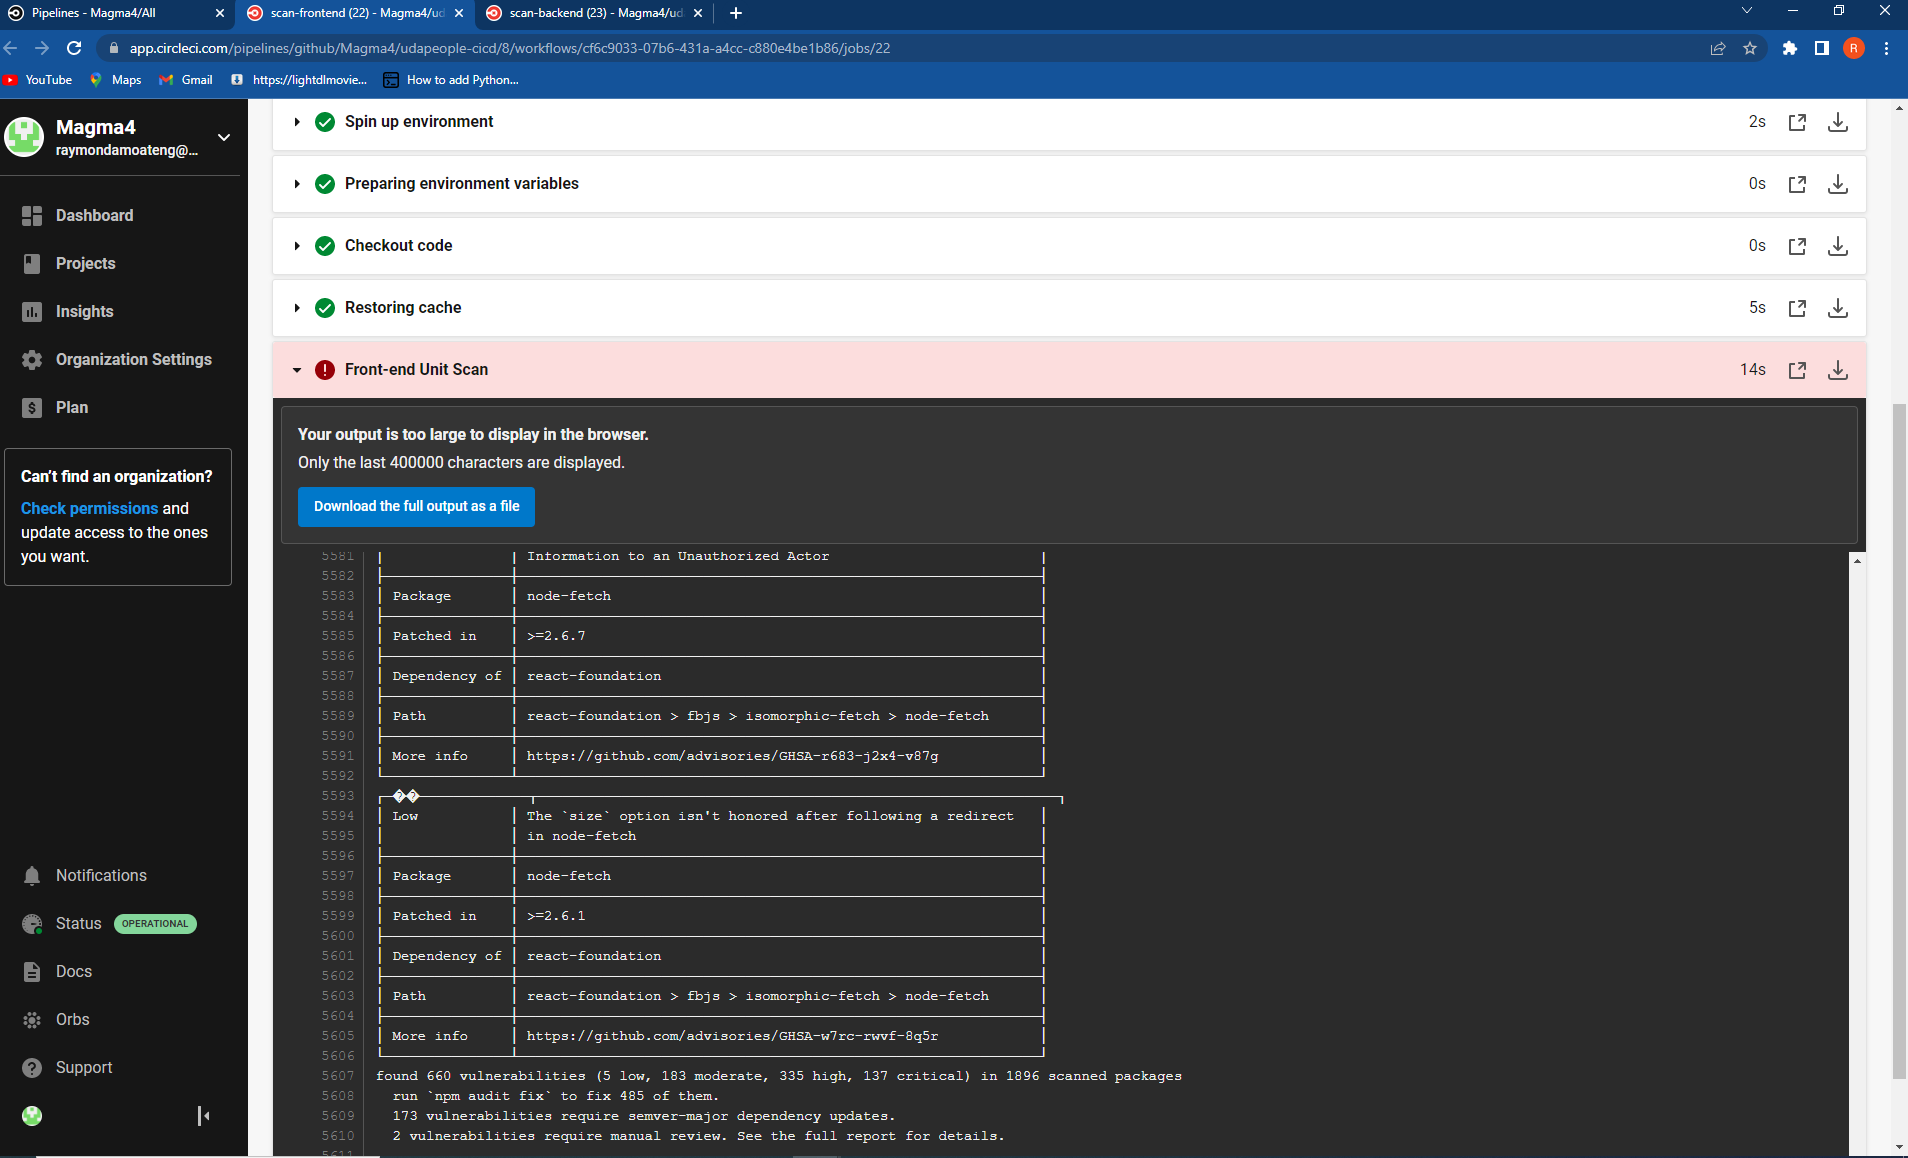 Pipelines - Magma4/All
scan-frontend (22) - Magma4/ud
scan-backend (23) - Magma4/ud
app.circleci.com/pipelines/github/Magma4/udapeople-cicd/8/workflows/cf6c9033-07b6-431a-a4cc-c880e4be1b86/jobs/22
R
YouTube
Maps
Gmail
https://lightdlmovie...
How to add Python...
Magma4
raymondamoateng@...
Dashboard
Projects
Insights
Organization Settings
Plan
Can't find an organization?
Check permissions and
update access to the ones
you want.
Notifications
Status OPERATIONAL
Docs
Orbs
Support
Spin up environment 2s
Preparing environment variables 0s
Checkout code 0s
Restoring cache 5s
Front-end Unit Scan 14s
Your output is too large to display in the browser.
Only the last 400000 characters are displayed.
Download the full output as a file
5581 Information to an Unauthorized Actor
5582
5583 Package node-fetch
5584
5585 Patched in >=2.6.7
5586
5587 Dependency of react-foundation
5588
5589 Path react-foundation > fbjs > isomorphic-fetch > node-fetch
5590
5591 More info https://github.com/advisories/GHSA-r683-j2x4-v87g
5592
5593 ��
5594 Low The `size` option isn't honored after following a redirect
5595 in node-fetch
5596
5597 Package node-fetch
5598
5599 Patched in >=2.6.1
5600
5601 Dependency of react-foundation
5602
5603 Path react-foundation > fbjs > isomorphic-fetch > node-fetch
5604
5605 More info https://github.com/advisories/GHSA-w7rc-rwvf-8q5r
5606
5607 found 660 vulnerabilities (5 low, 183 moderate, 335 high, 137 critical) in 1896 scanned packages
5608 run `npm audit fix` to fix 485 of them.
5609 173 vulnerabilities require semver-major dependency updates.
5610 2 vulnerabilities require manual review. See the full report for details.
5611